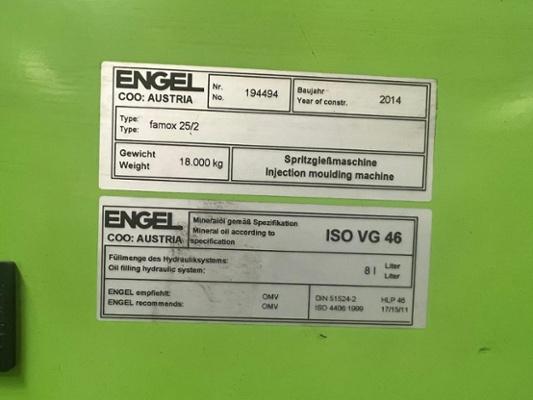 ENGEL
COO: AUSTRIA
Nr. No. 194494
Baujahr Year of constr. 2014
Type:
Type: famox 25/2
Gewicht
Weight 18.000 kg
Spritzgießmaschine
Injection moulding machine
ENGEL
COO: AUSTRIA
Mineralöl gemäß Spezifikation
Mineral oil according to
specification
ISO VG 46
Füllmenge des Hydrauliksystems:
Oil filling hydraulic system:
8 l Liter
Liter
ENGEL empfiehlt: OMV
ENGEL recommends: OMV
DIN 51524-2 HLP 46
ISO 4406:1999 17/15/11